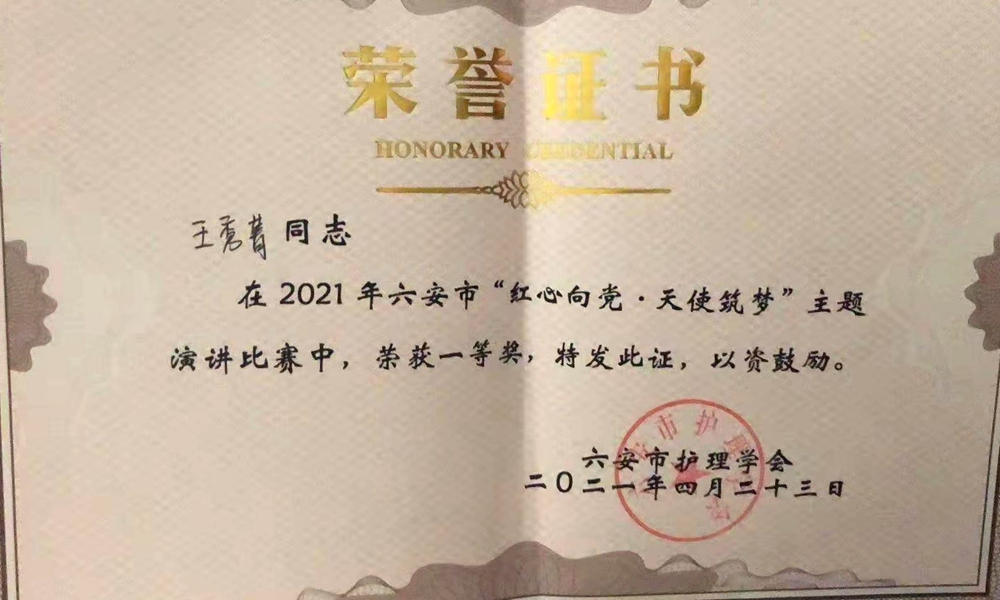 荣誉证书
HONORARY CREDENTIAL
王秀菁同志
在2021年六安市“红心向党·天使筑梦”主题
演讲比赛中，荣获一等奖，特发此证，以资鼓励。
六安市护理学会
二〇二一年四月二十三日